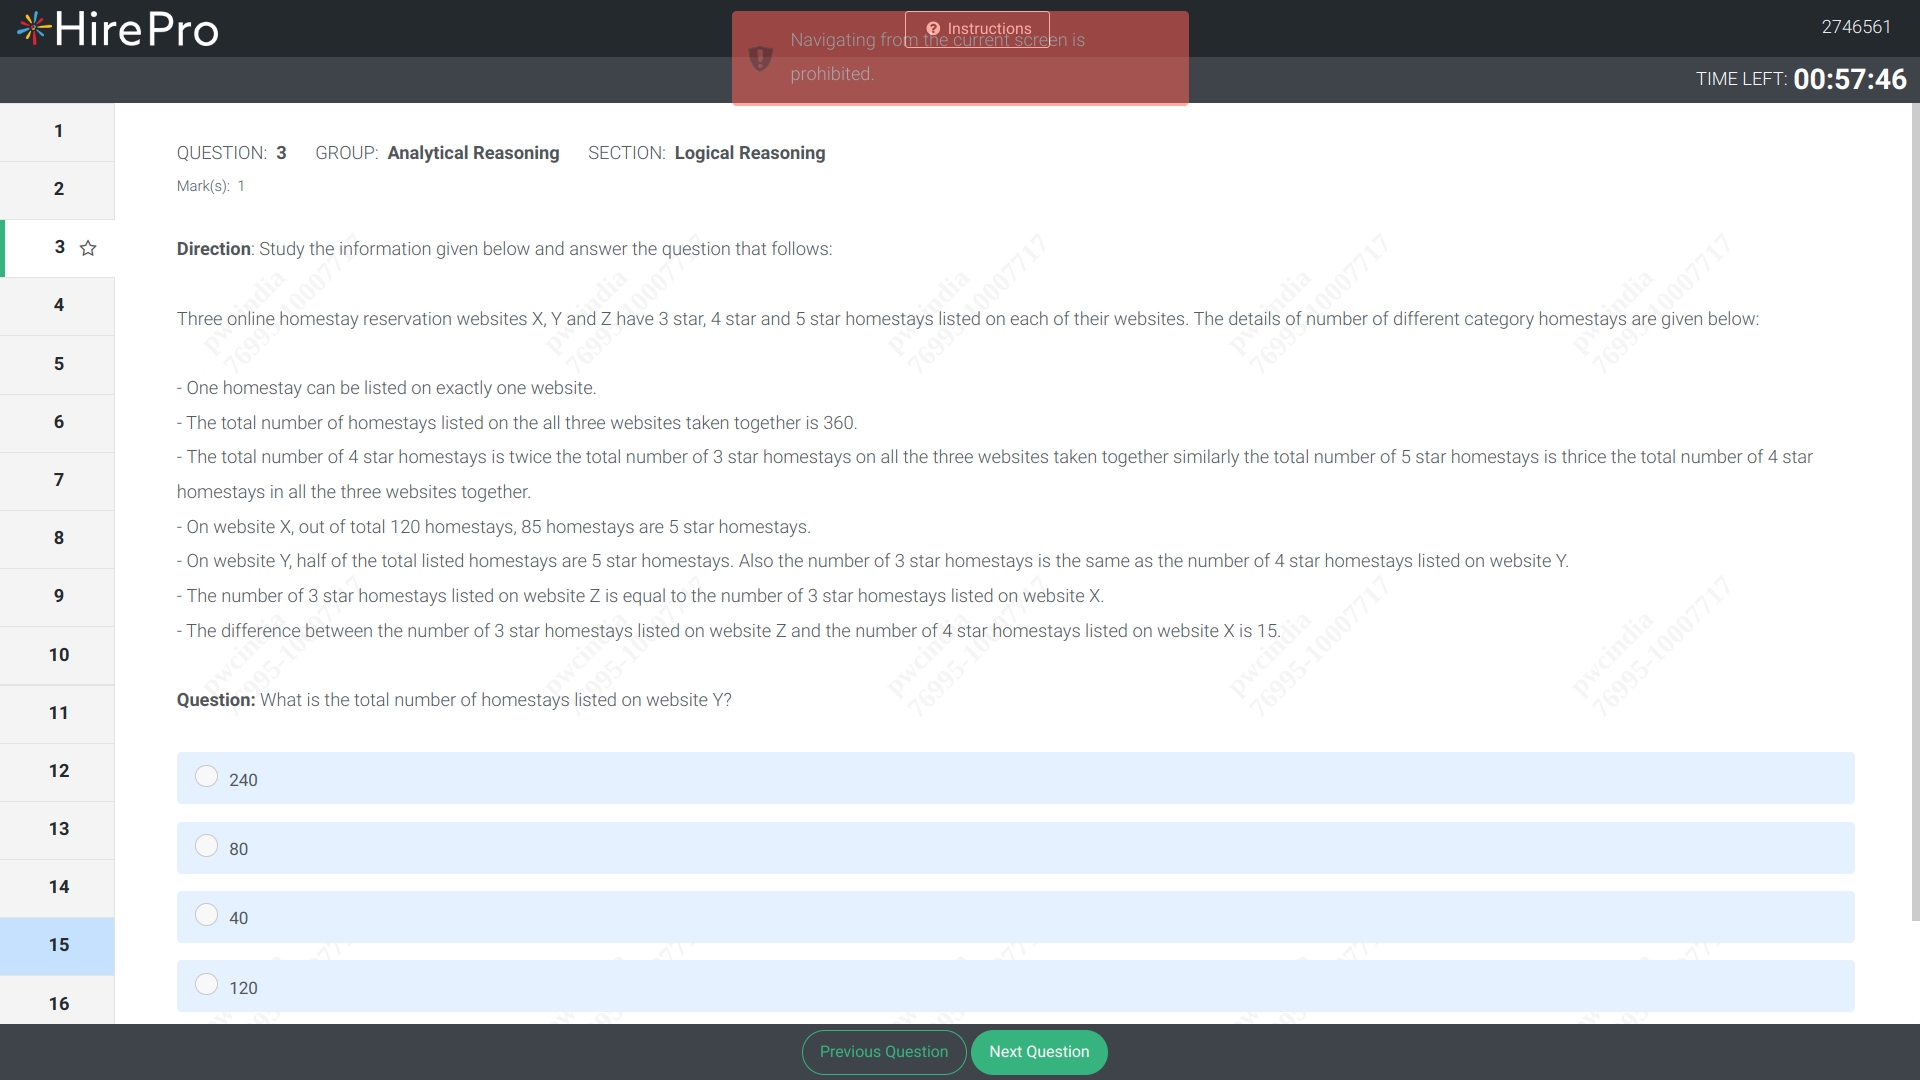 HirePro
Instructions
Navigating from the current screen is
prohibited.
2746561
TIME LEFT: 00:57:46
1
2
3
4
5
6
7
8
9
10
11
12
13
14
15
16
QUESTION: 3 GROUP: Analytical Reasoning SECTION: Logical Reasoning
Mark(s): 1
Direction: Study the information given below and answer the question that follows:
Three online homestay reservation websites X, Y and Z have 3 star, 4 star and 5 star homestays listed on each of their websites. The details of number of different category homestays are given below:
- One homestay can be listed on exactly one website.
- The total number of homestays listed on the all three websites taken together is 360.
- The total number of 4 star homestays is twice the total number of 3 star homestays on all the three websites taken together similarly the total number of 5 star homestays is thrice the total number of 4 star
homestays in all the three websites together.
- On website X, out of total 120 homestays, 85 homestays are 5 star homestays.
- On website Y, half of the total listed homestays are 5 star homestays. Also the number of 3 star homestays is the same as the number of 4 star homestays listed on website Y.
- The number of 3 star homestays listed on website Z is equal to the number of 3 star homestays listed on website X.
- The difference between the number of 3 star homestays listed on website Z and the number of 4 star homestays listed on website X is 15.
Question: What is the total number of homestays listed on website Y?
240
80
40
120
Previous Question
Next Question
pwcindia
76995-10007717